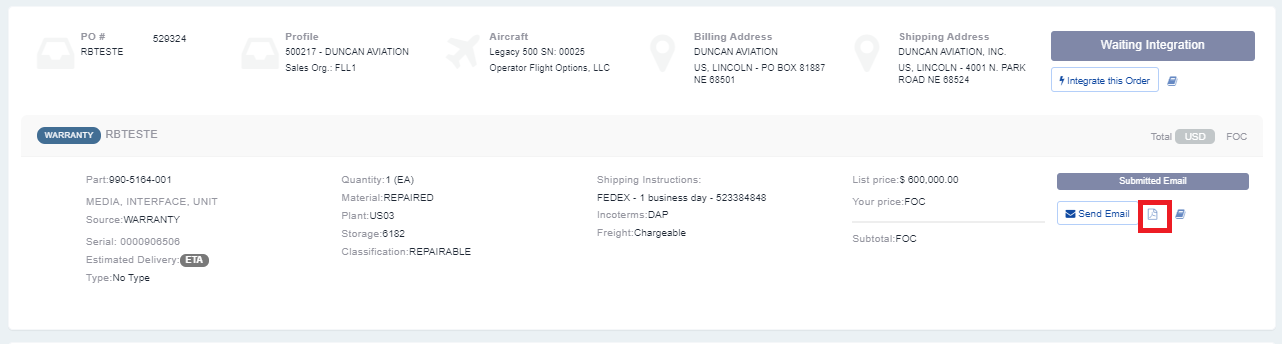 PO #
RBTESTE
529324
Profile
500217 - DUNCAN AVIATION
Sales Org.: FLL1
Aircraft
Legacy 500 SN: 00025
Operator Flight Options, LLC
Billing Address
DUNCAN AVIATION
US, LINCOLN - PO BOX 81887
NE 68501
Shipping Address
DUNCAN AVIATION, INC.
US, LINCOLN - 4001 N. PARK
ROAD NE 68524
Waiting Integration
Integrate this Order
WARRANTY RBTESTE
Total USD FOC
Part:990-5164-001
MEDIA, INTERFACE, UNIT
Source:WARRANTY
Serial: 0000906506
Estimated Delivery:ETA
Type:No Type
Quantity:1 (EA)
Material:REPAIRED
Plant:US03
Storage:6182
Classification:REPAIRABLE
Shipping Instructions:
FEDEX - 1 business day - 523384848
Incoterms:DAP
Freight:Chargeable
List price:$ 600,000.00
Your price:FOC
Subtotal:FOC
Submitted Email
Send Email